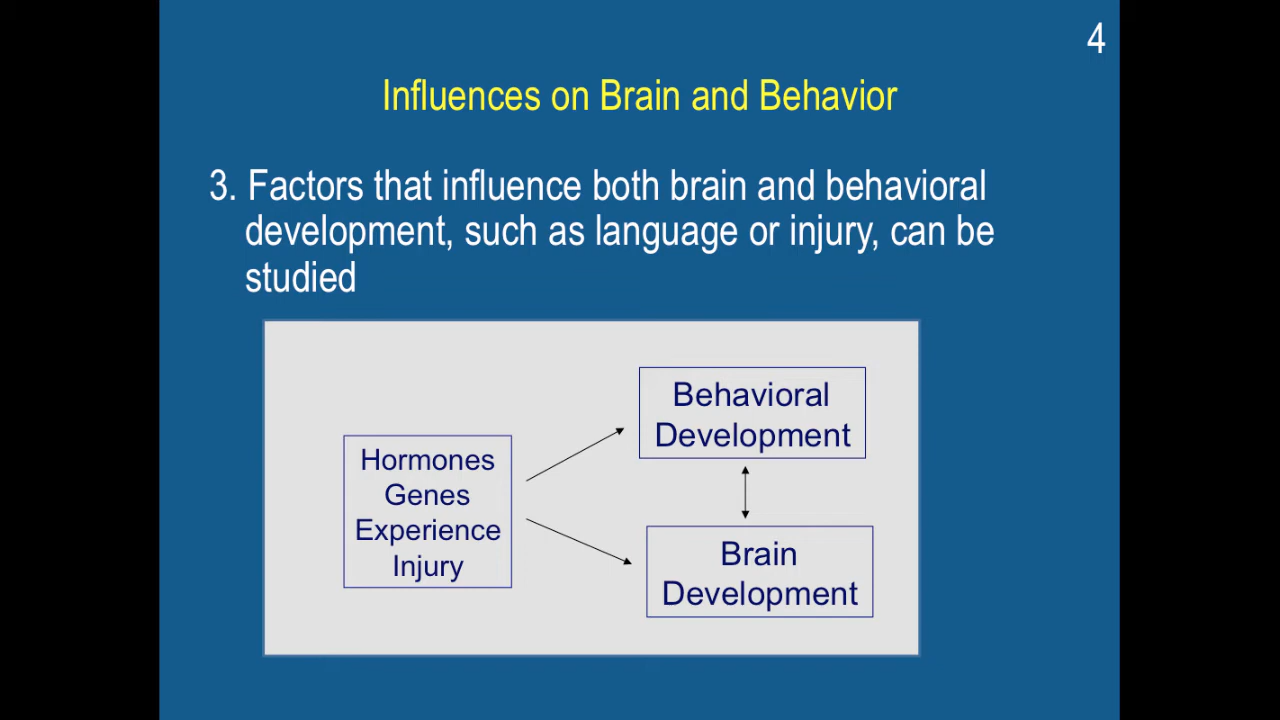 4
Influences on Brain and Behavior
3. Factors that influence both brain and behavioral
development, such as language or injury, can be
studied
Behavioral
Development
Hormones
Genes
Experience
Injury
Brain
Development